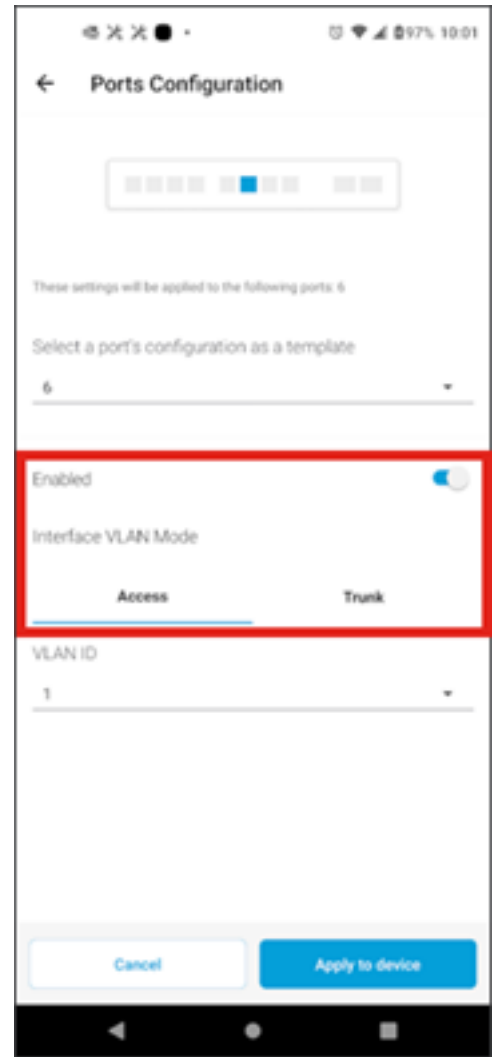 97% 10:01
Ports Configuration
These settings will be applied to the following ports: 6
Select a port's configuration as a template
6
Enabled
Interface VLAN Mode
Access Trunk
VLAN ID
1
Cancel Apply to device